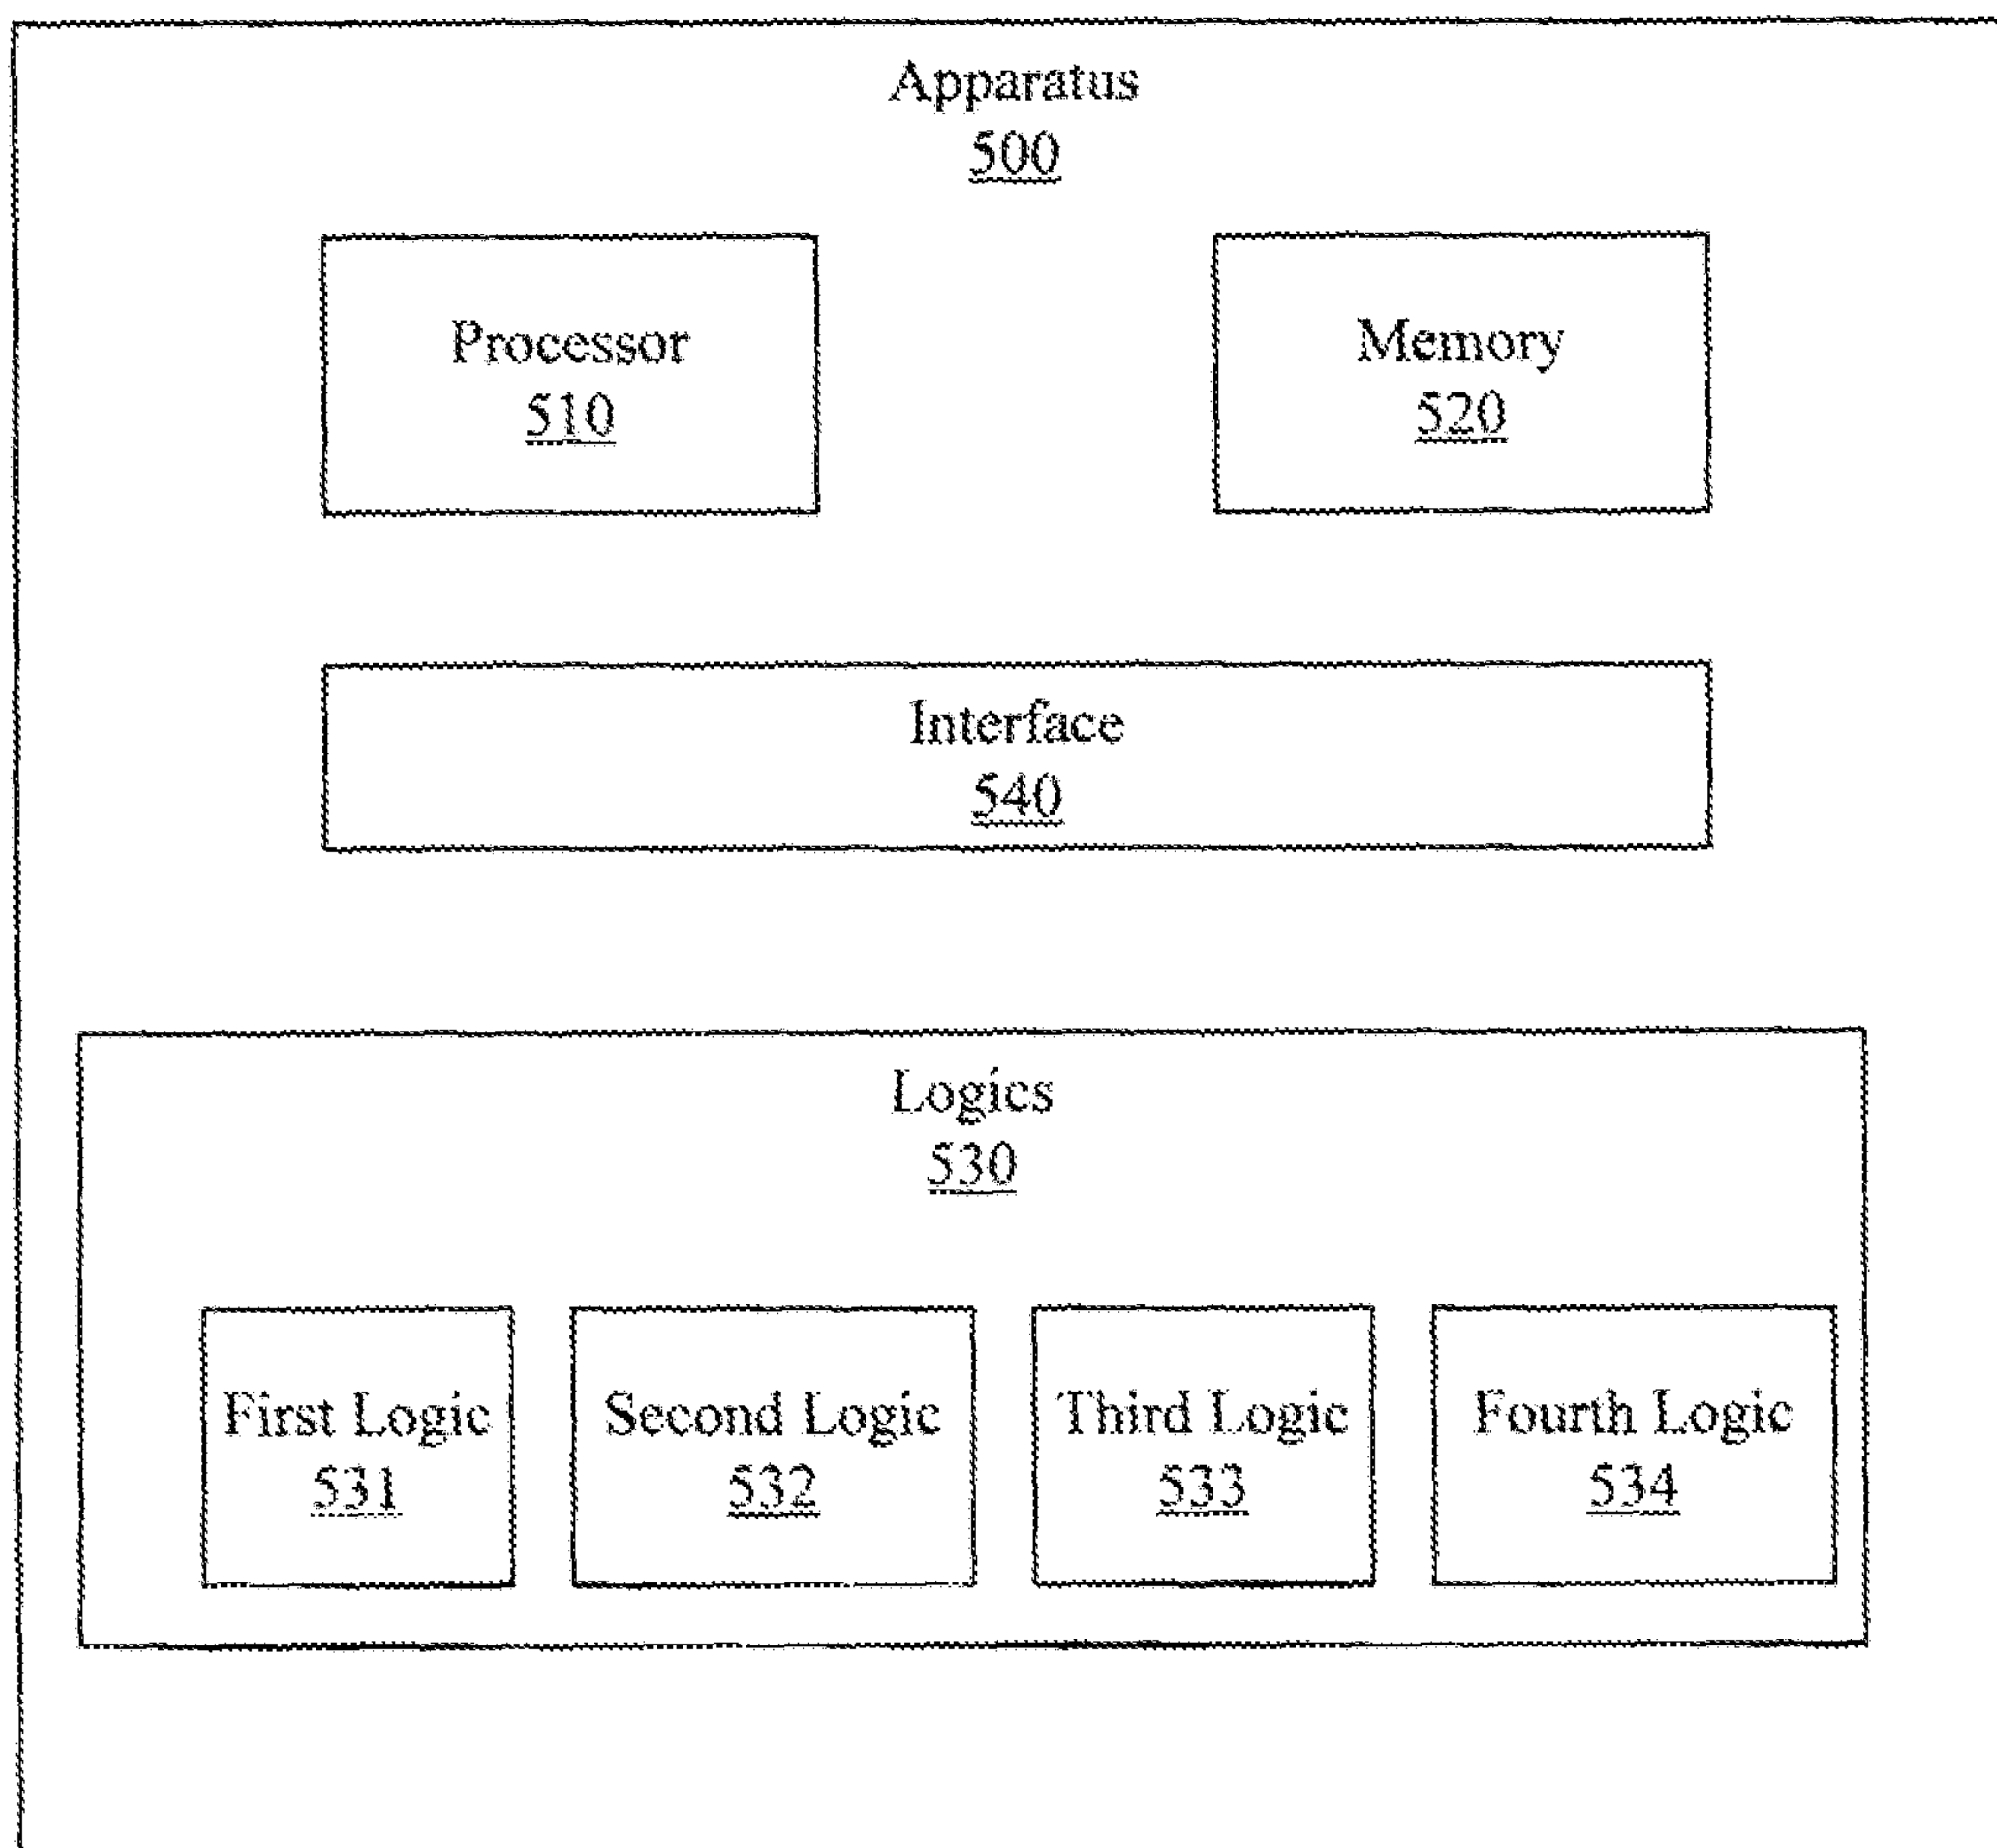 Apparatus
500
Processor
510
Memory
520
Interface
540
Logics
530
First Logic
531
Second Logic
532
Third Logic
533
Fourth Logic
534